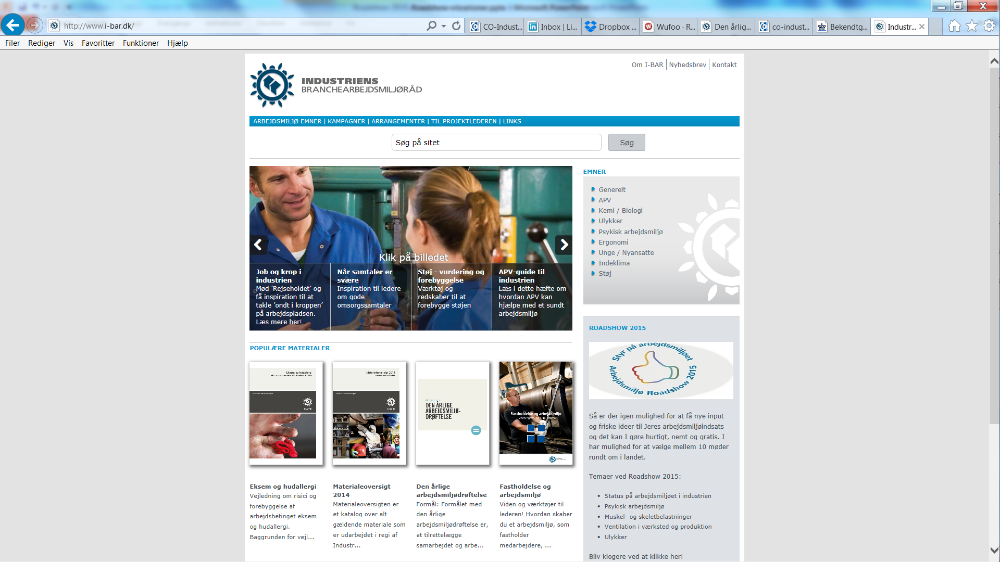 http://www.i-bar.dk/
CO-Indust...
Inbox | Li...
Dropbox ...
Wufoo · R...
Den årlig...
co-indust...
Bekendtg...
Industr...
Filer Rediger Vis Favoritter Funktioner Hjælp
Om I-BAR | Nyhedsbrev | Kontakt
INDUSTRIENS
BRANCHEARBEJDSMILJØRÅD
ARBEJDSMILJØ EMNER | KAMPAGNER | ARRANGEMENTER | TIL PROJEKTLEDEREN | LINKS
Søg på sitet
Søg
Klik på billedet
Job og krop i
industrien
Mød ’Rejseholdet’ og
få inspiration til at
takle ’ondt i kroppen’
på arbejdspladsen.
Læs mere her!
Når samtaler er
svære
Inspiration til ledere
om gode
omsorgssamtaler
Støj - vurdering og
forebyggelse
Værktøj og
redskaber til at
forebygge støjen
APV-guide til
industrien
Læs i dette hæfte om
hvordan APV kan
hjælpe med et sundt
arbejdsmiljø
EMNER
Generelt
APV
Kemi / Biologi
Ulykker
Psykisk arbejdsmiljø
Ergonomi
Unge / Nyansatte
Indeklima
Støj
POPULÆRE MATERIALER
Eksem og hudallergi
Materialeoversigt 2014
DEN ÅRLIGE
ARBEJDSMILJØ-
DRØFTELSE
Fastholdelse og arbejdsmiljø
Eksem og hudallergi
Vejledning om risici og
forebyggelse af
arbejdsbetinget eksem
og hudallergi.
Baggrunden for vejl...
Materialeoversigt
2014
Materialeoversigten er
et katalog over alt
gældende materiale som
er udarbejdet i regi af
Industr...
Den årlige
arbejdsmiljødrøftelse
Formål: Formålet med
den årlige
arbejdsmiljødrøftelse er,
at tilrettelægge
samarbejdet og arbe...
Fastholdelse og
arbejdsmiljø
Viden og værktøjer til
lederen! Hvordan skaber
du et arbejdsmiljø, som
fastholder
medarbejdere, ...
ROADSHOW 2015
Styr på arbejdsmiljøet
Arbejdsmiljø Roadshow 2015
Så er der igen mulighed for at få nye input
og friske ideer til Jeres arbejdsmiljøindsats
og det kan I gøre hurtigt, nemt og gratis. I
har mulighed for at vælge mellem 10 møder
rundt om i landet.
Temaer ved Roadshow 2015:
Status på arbejdsmiljøet i industrien
Psykisk arbejdsmiljø
Muskel- og skeletbelastninger
Ventilation i værksted og produktion
Ulykker
Bliv klogere ved at klikke her!